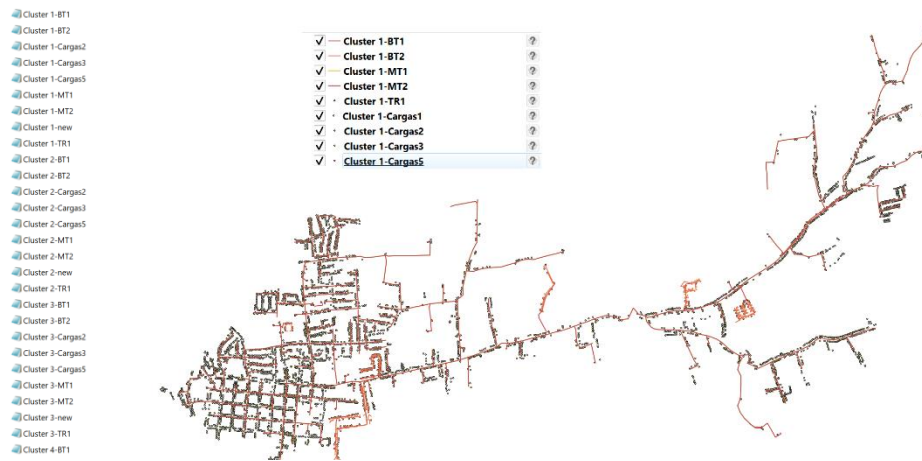 Cluster 1-BT1
Cluster 1-BT2
Cluster 1-Cargas2
Cluster 1-Cargas3
Cluster 1-Cargas5
Cluster 1-MT1
Cluster 1-MT2
Cluster 1-new
Cluster 1-TR1
Cluster 2-BT1
Cluster 2-BT2
Cluster 2-Cargas2
Cluster 2-Cargas3
Cluster 2-Cargas5
Cluster 2-MT1
Cluster 2-MT2
Cluster 2-new
Cluster 2-TR1
Cluster 3-BT1
Cluster 3-BT2
Cluster 3-Cargas2
Cluster 3-Cargas3
Cluster 3-Cargas5
Cluster 3-MT1
Cluster 3-MT2
Cluster 3-new
Cluster 3-TR1
Cluster 4-BT1
Cluster 1-BT1 ?
Cluster 1-BT2 ?
Cluster 1-MT1 ?
Cluster 1-MT2 ?
Cluster 1-TR1 ?
Cluster 1-Cargas1 ?
Cluster 1-Cargas2 ?
Cluster 1-Cargas3 ?
Cluster 1-Cargas5 ?